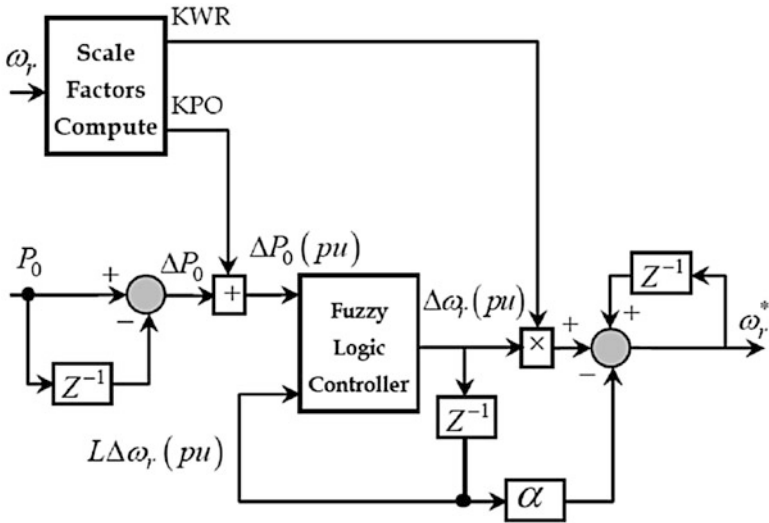 KWR
ω_r
Scale
Factors
Compute
KPO
P_0
+
−
ΔP_0
+
ΔP_0(pu)
Z^{-1}
Fuzzy
Logic
Controller
Δω_r(pu)
×
+
+
−
Z^{-1}
ω_r^*
Z^{-1}
LΔω_r(pu)
α